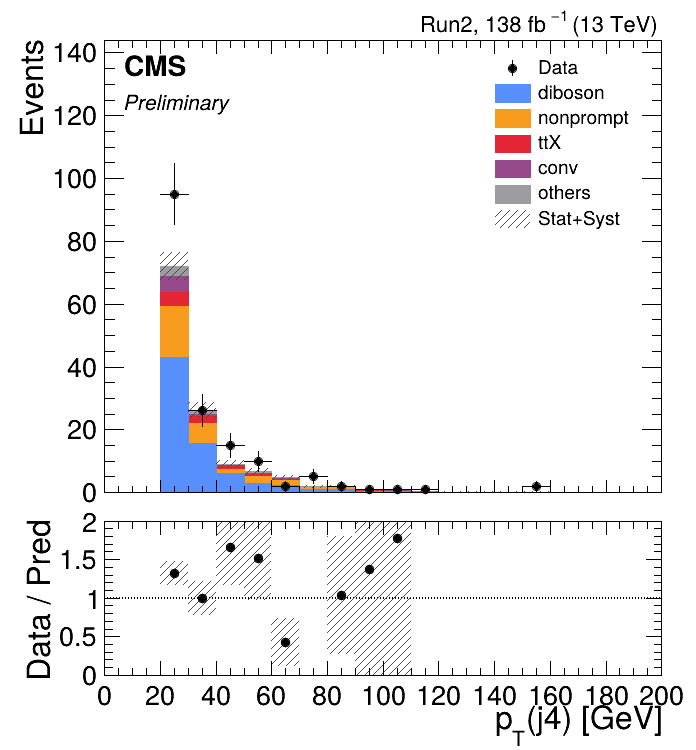 Run2, 138 fb⁻¹ (13 TeV)
Events
140
120
100
80
60
40
20
0
CMS
Preliminary
Data
diboson
nonprompt
ttX
conv
others
Stat+Syst
Data / Pred
2
1.5
1
0.5
0
0 20 40 60 80 100 120 140 160 180 200
p_T(j4) [GeV]